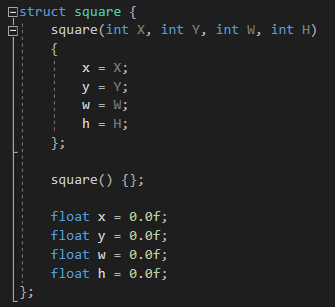 struct square {
square(int X, int Y, int W, int H)
{
x = X;
y = Y;
w = W;
h = H;
};
square() {};
float x = 0.0f;
float y = 0.0f;
float w = 0.0f;
float h = 0.0f;
};